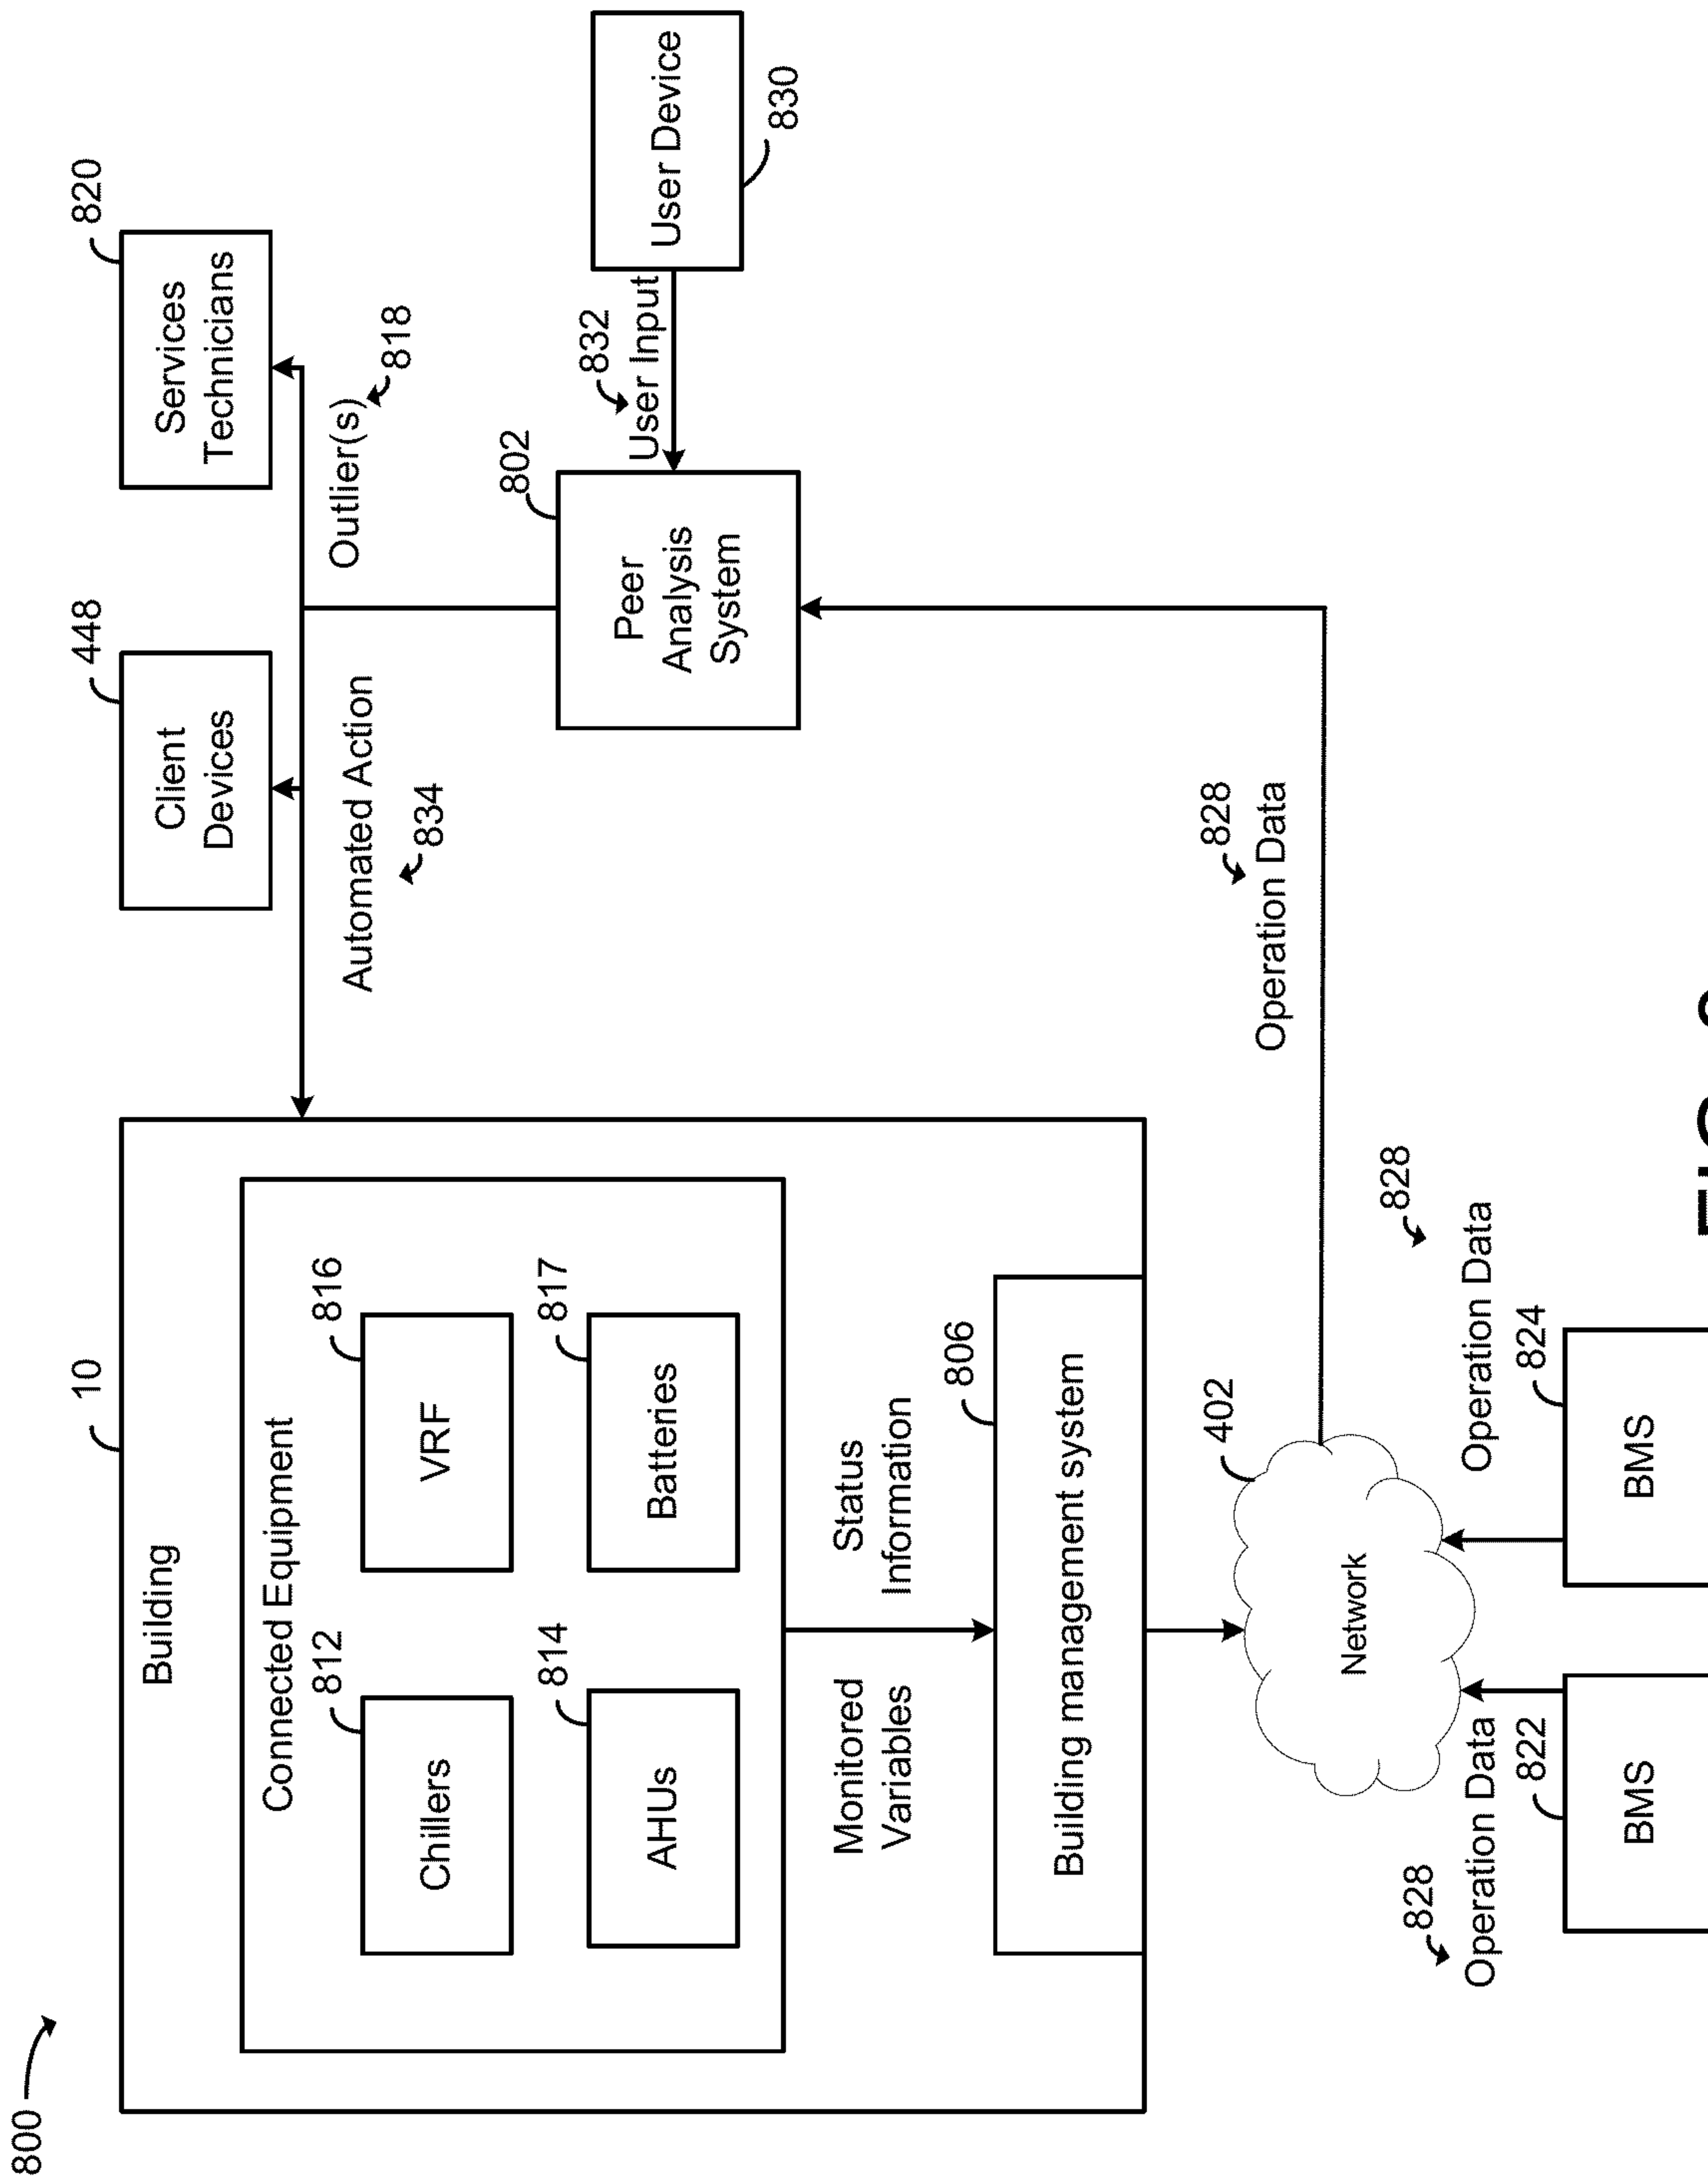 800
10
Building
Connected Equipment
812
Chillers
816
VRF
814
AHUs
817
Batteries
Monitored
Variables
Status
Information
806
Building management system
448
Client
Devices
820
Services
Technicians
Automated Action
834
Outlier(s)
818
802
Peer
Analysis
System
832
User Input
User Device
830
828
Operation Data
402
Network
828
Operation Data
822
BMS
828
Operation Data
824
BMS